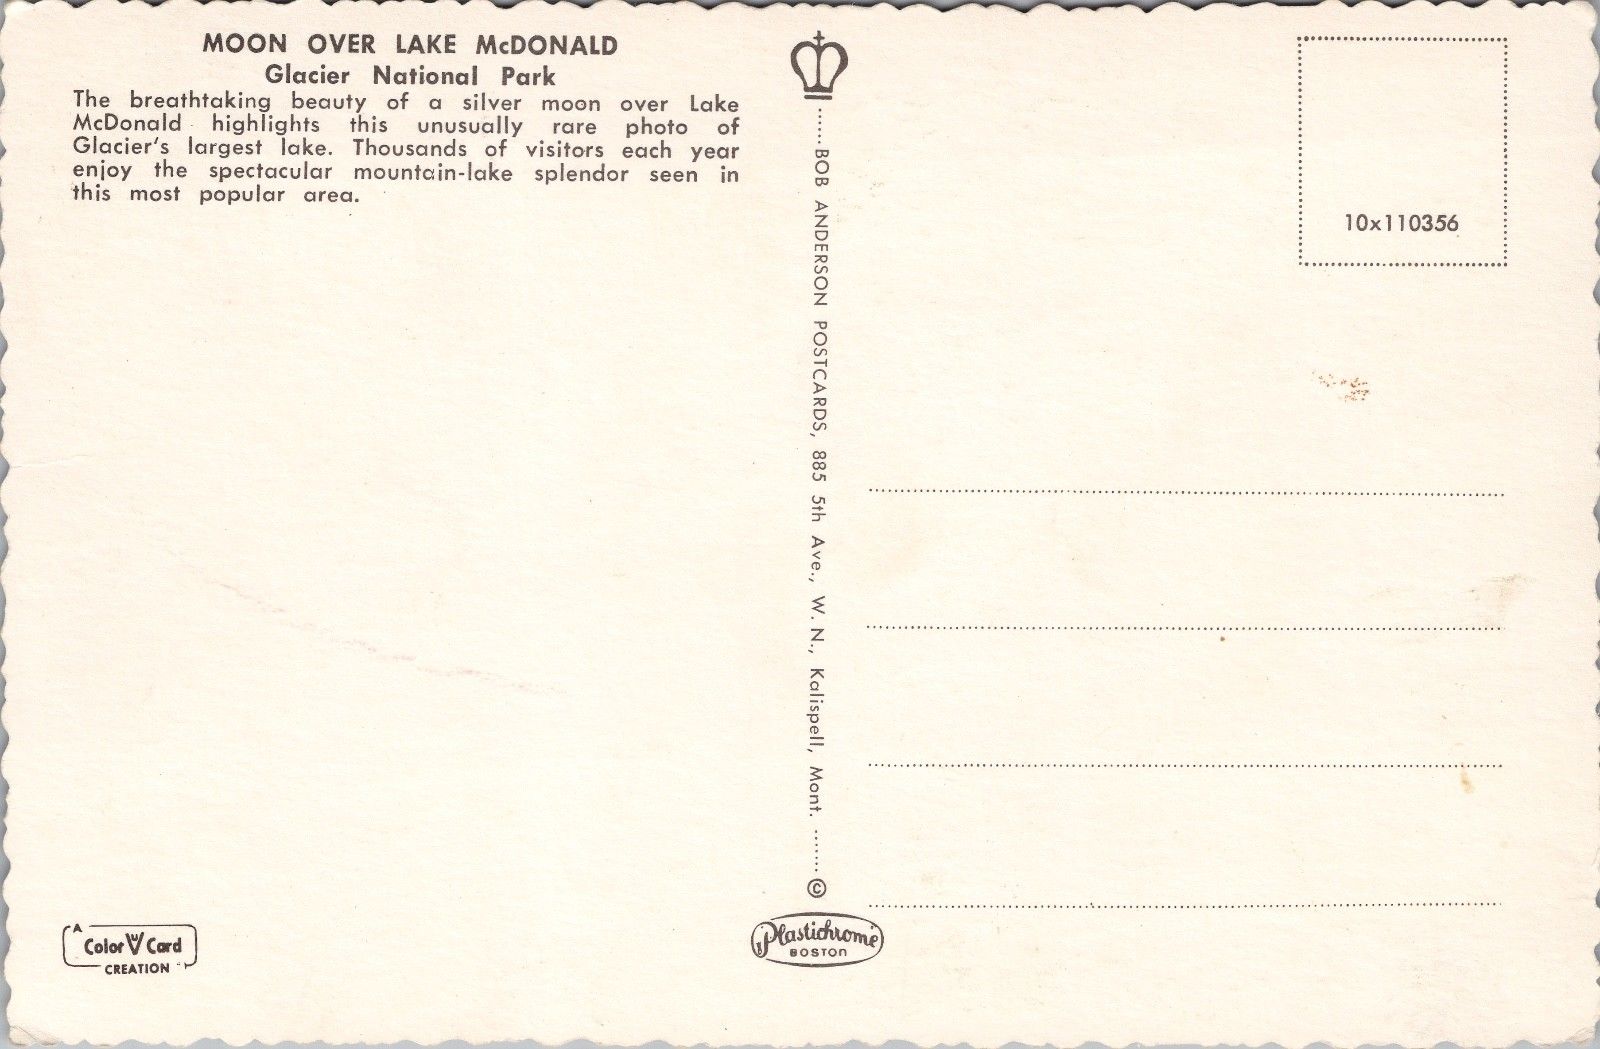 MOON OVER LAKE McDONALD
Glacier National Park
The breathtaking beauty of a silver moon over Lake
McDonald highlights this unusually rare photo of
Glacier's largest lake. Thousands of visitors each year
enjoy the spectacular mountain-lake splendor seen in
this most popular area.
BOB ANDERSON POSTCARDS, 885 5th Ave., W. N., Kalispell, Mont. ©
10x110356
A
Color Card
CREATION
Plastichrome
BOSTON